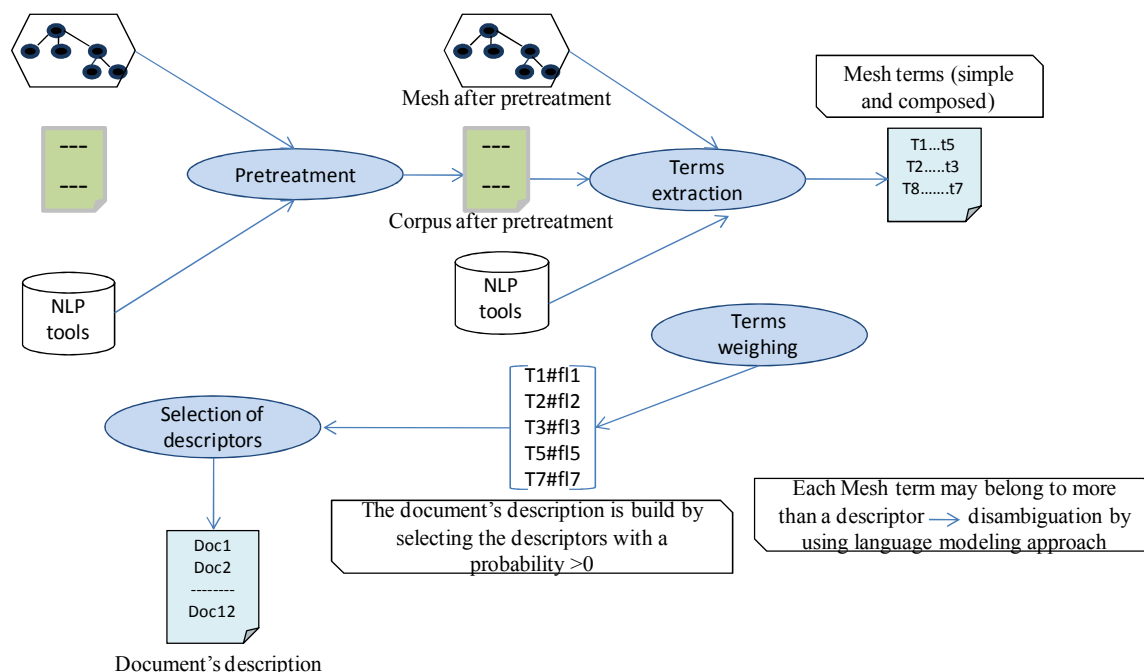 Mesh after pretreatment
Mesh terms (simple
and composed)
---
---
Pretreatment
---
---
Corpus after pretreatment
Terms
extraction
T1...t5
T2.....t3
T8.......t7
NLP
tools
NLP
tools
Terms
weighing
T1#fl1
T2#fl2
T3#fl3
T5#fl5
T7#fl7
Selection of
descriptors
The document's description is build by
selecting the descriptors with a
probability >0
Each Mesh term may belong to more
than a descriptor → disambiguation by
using language modeling approach
Doc1
Doc2
--------
Doc12
Document's description